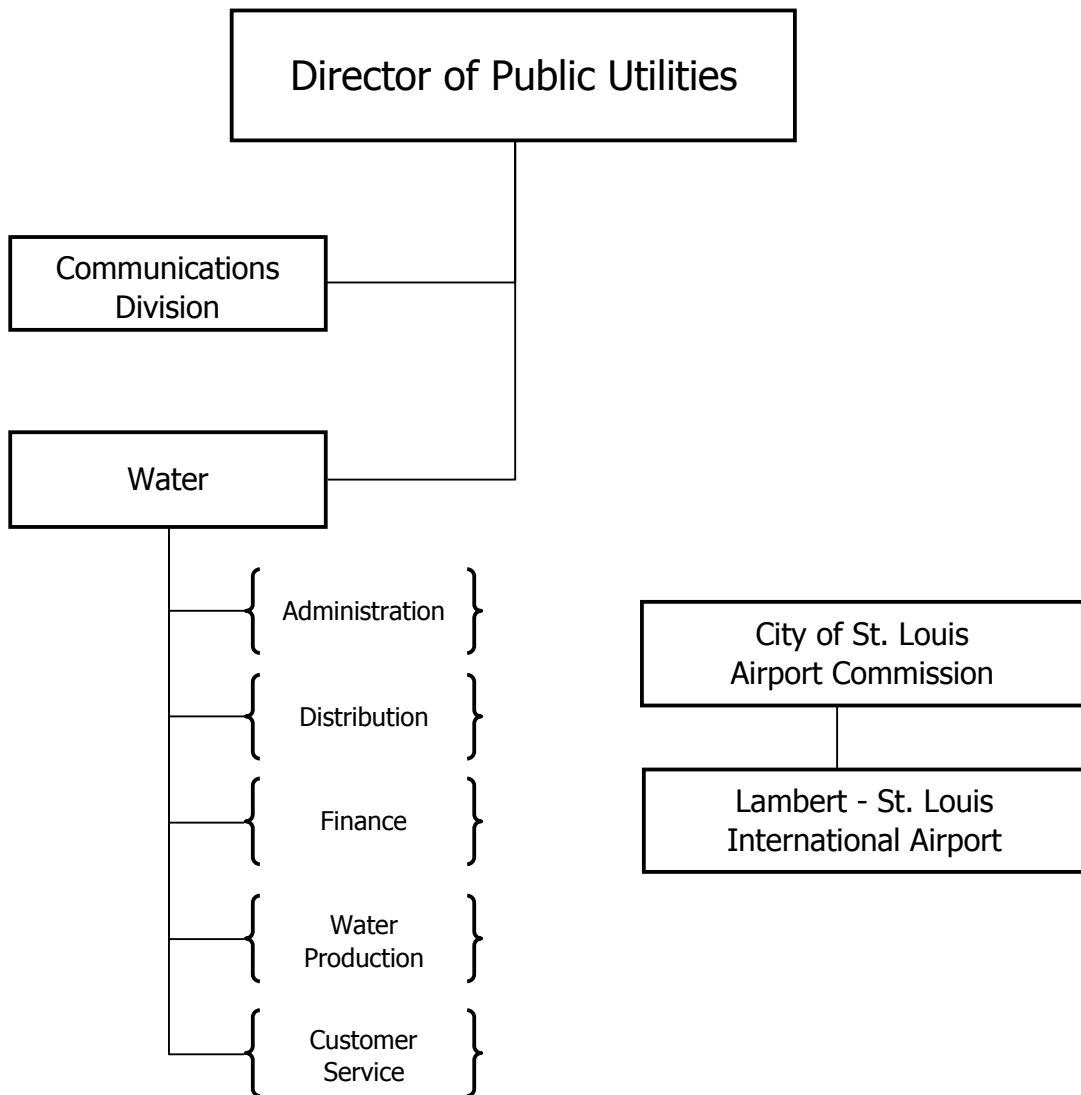 Director of Public Utilities
Communications
Division
Water
Administration
Distribution
Finance
Water
Production
Customer
Service
City of St. Louis
Airport Commission
Lambert - St. Louis
International Airport